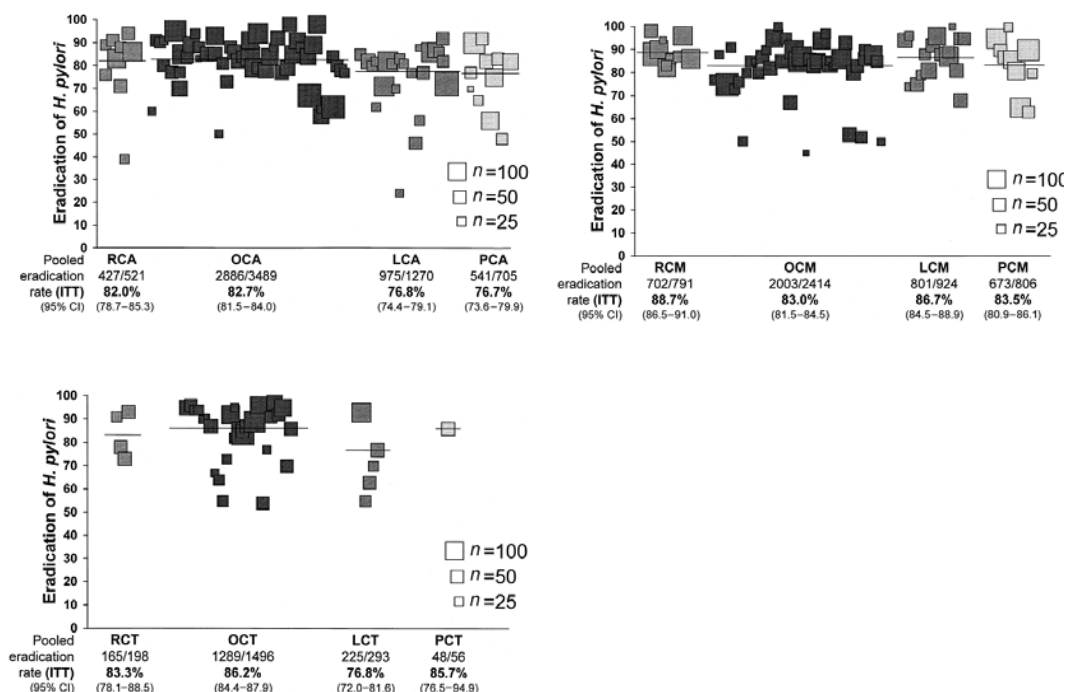 Eradication of H. pylori
100
90
80
70
60
50
40
30
20
10
0
n=100
n=50
n=25
RCA OCA LCA PCA
Pooled eradication 427/521 2886/3489 975/1270 541/705
rate (ITT) 82.0% 82.7% 76.8% 76.7%
(95% CI) (78.7–85.3) (81.5–84.0) (74.4–79.1) (73.6–79.9)
Eradication of H. pylori
100
90
80
70
60
50
40
30
20
10
0
n=100
n=50
n=25
RCM OCM LCM PCM
Pooled eradication 702/791 2003/2414 801/924 673/806
rate (ITT) 88.7% 83.0% 86.7% 83.5%
(95% CI) (86.5–91.0) (81.5–84.5) (84.5–88.9) (80.9–86.1)
Eradication of H. pylori
100
90
80
70
60
50
40
30
20
10
0
n=100
n=50
n=25
RCT OCT LCT PCT
Pooled eradication 165/198 1289/1496 225/293 48/56
rate (ITT) 83.3% 86.2% 76.8% 85.7%
(95% CI) (78.1–88.5) (84.4–87.9) (72.0–81.6) (76.5–94.9)